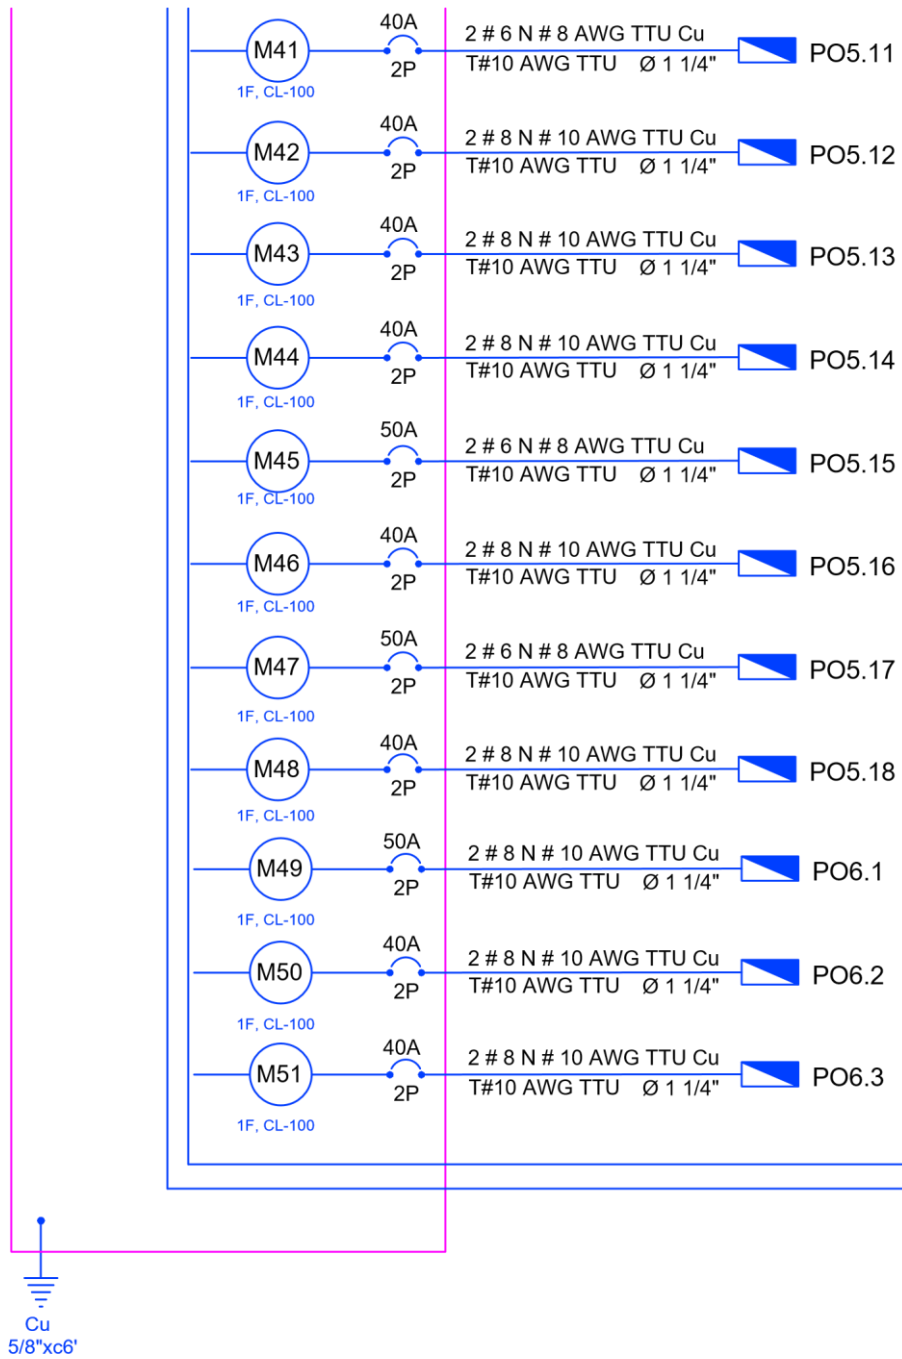 40A
2 # 6 N # 8 AWG TTU Cu
M41
PO5.11
2P
T#10 AWG TTU Ø 1 1/4"
1F, CL-100
40A
2 # 8 N # 10 AWG TTU Cu
M42
PO5.12
2P
T#10 AWG TTU Ø 1 1/4"
1F, CL-100
40A
2 # 8 N # 10 AWG TTU Cu
M43
PO5.13
2P
T#10 AWG TTU Ø 1 1/4"
1F, CL-100
40A
2 # 8 N # 10 AWG TTU Cu
M44
PO5.14
2P
T#10 AWG TTU Ø 1 1/4"
1F, CL-100
50A
2 # 6 N # 8 AWG TTU Cu
M45
PO5.15
2P
T#10 AWG TTU Ø 1 1/4"
1F, CL-100
40A
2 # 8 N # 10 AWG TTU Cu
M46
PO5.16
2P
T#10 AWG TTU Ø 1 1/4"
1F, CL-100
50A
2 # 6 N # 8 AWG TTU Cu
M47
PO5.17
2P
T#10 AWG TTU Ø 1 1/4"
1F, CL-100
40A
2 # 8 N # 10 AWG TTU Cu
M48
PO5.18
2P
T#10 AWG TTU Ø 1 1/4"
1F, CL-100
50A
2 # 8 N # 10 AWG TTU Cu
M49
PO6.1
2P
T#10 AWG TTU Ø 1 1/4"
1F, CL-100
40A
2 # 8 N # 10 AWG TTU Cu
M50
PO6.2
2P
T#10 AWG TTU Ø 1 1/4"
1F, CL-100
40A
2 # 8 N # 10 AWG TTU Cu
M51
PO6.3
2P
T#10 AWG TTU Ø 1 1/4"
1F, CL-100
Cu
5/8"xc6'